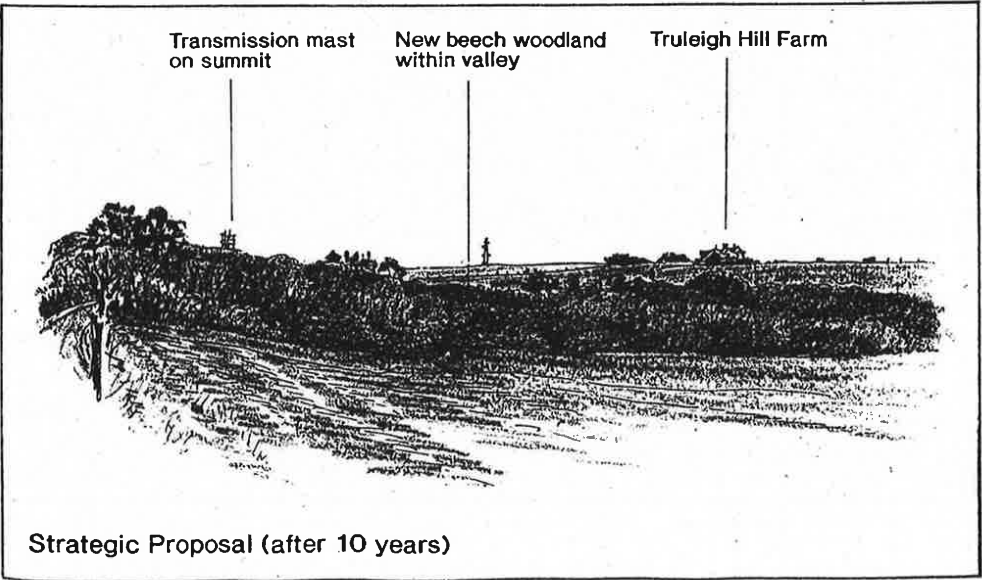 Transmission mast
on summit
New beech woodland
within valley
Truleigh Hill Farm
Strategic Proposal (after 10 years)